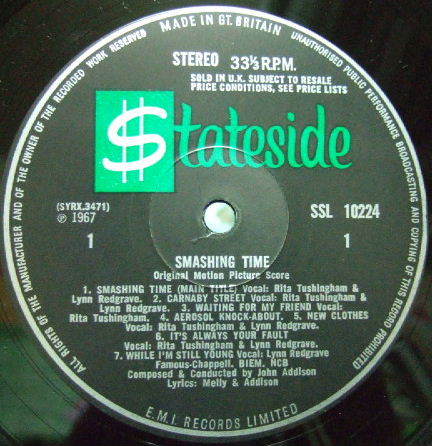 MADE IN GT. BRITAIN
UNAUTHORISED PUBLIC PERFORMANCE BROADCASTING AND COPYING OF THIS RECORD PROHIBITED
ALL RIGHTS OF THE MANUFACTURER AND OF THE OWNER OF THE RECORDED WORK RESERVED
STEREO 33⅓ R.P.M.
SOLD IN U.K. SUBJECT TO RESALE
PRICE CONDITIONS, SEE PRICE LISTS
$tateside
(SYRX.3471)
℗ 1967
SSL 10224
1
1
SMASHING TIME
Original Motion Picture Score
1. SMASHING TIME (MAIN TITLE) Vocal: Rita Tushingham &
Lynn Redgrave. 2. CARNABY STREET Vocal: Rita Tushingham &
Lynn Redgrave. 3. WAITING FOR MY FRIEND Vocal:
Rita Tushingham. 4. AEROSOL KNOCK-ABOUT. 5. NEW CLOTHES
Vocal: Rita Tushingham & Lynn Redgrave.
6. IT'S ALWAYS YOUR FAULT
Vocal: Rita Tushingham & Lynn Redgrave.
7. WHILE I'M STILL YOUNG Vocal: Lynn Redgrave
Famous-Chappell. BIEM. NCB
Composed & Conducted by John Addison
Lyrics: Melly & Addison
E.M.I. RECORDS LIMITED